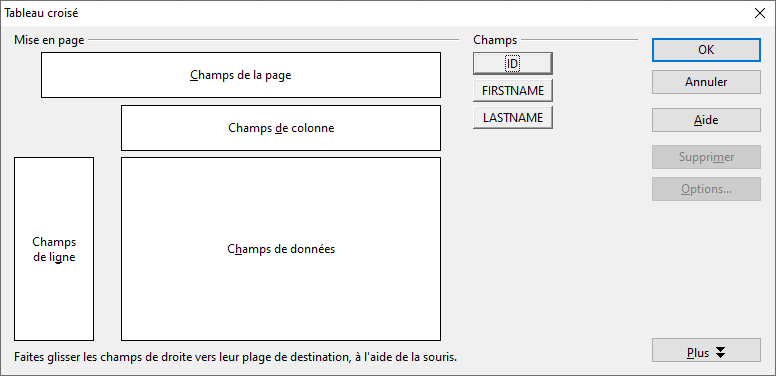 Tableau croisé
Mise en page
Champs
Champs de la page
ID
OK
FIRSTNAME
Annuler
Champs de colonne
LASTNAME
Aide
Supprimer
Options...
Champs
de ligne
Champs de données
Plus
Faites glisser les champs de droite vers leur plage de destination, à l'aide de la souris.